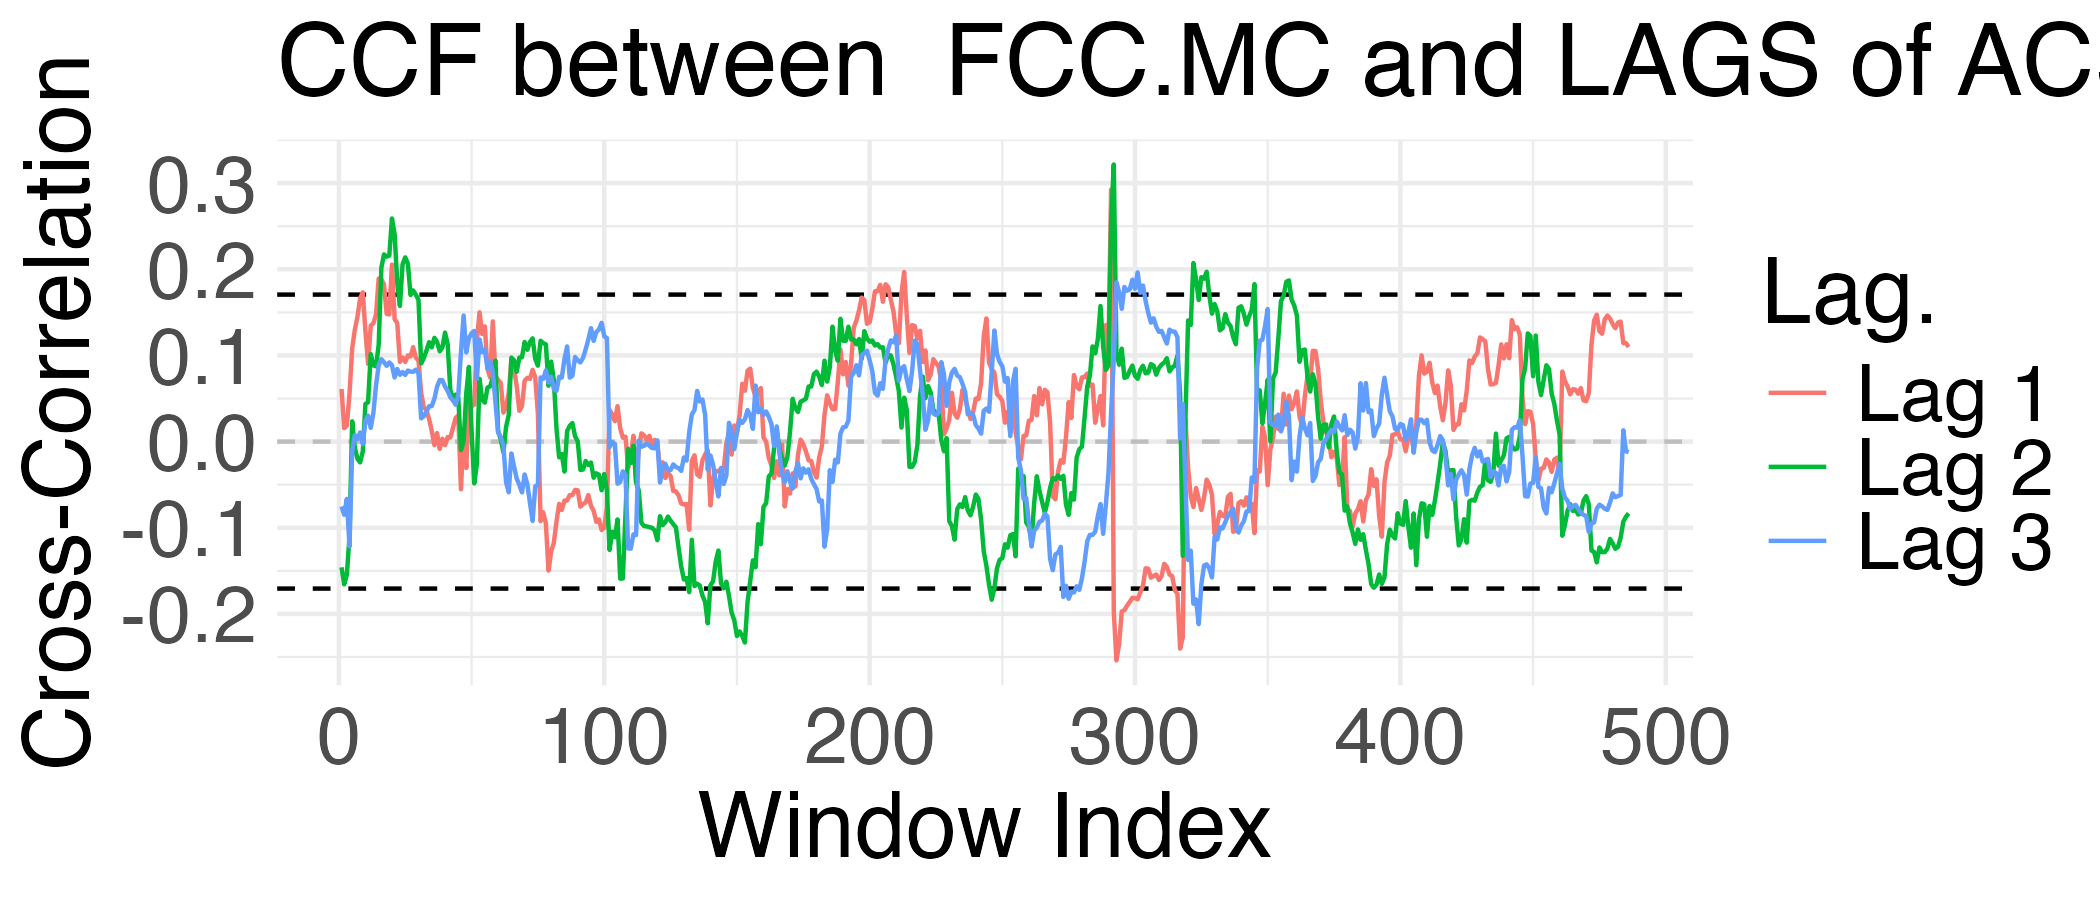 CCF between  FCC.MC and LAGS of AC
Cross-Correlation
0.3
0.2
0.1
0.0
-0.1
-0.2
0 100 200 300 400 500
Window Index
Lag.
Lag 1
Lag 2
Lag 3